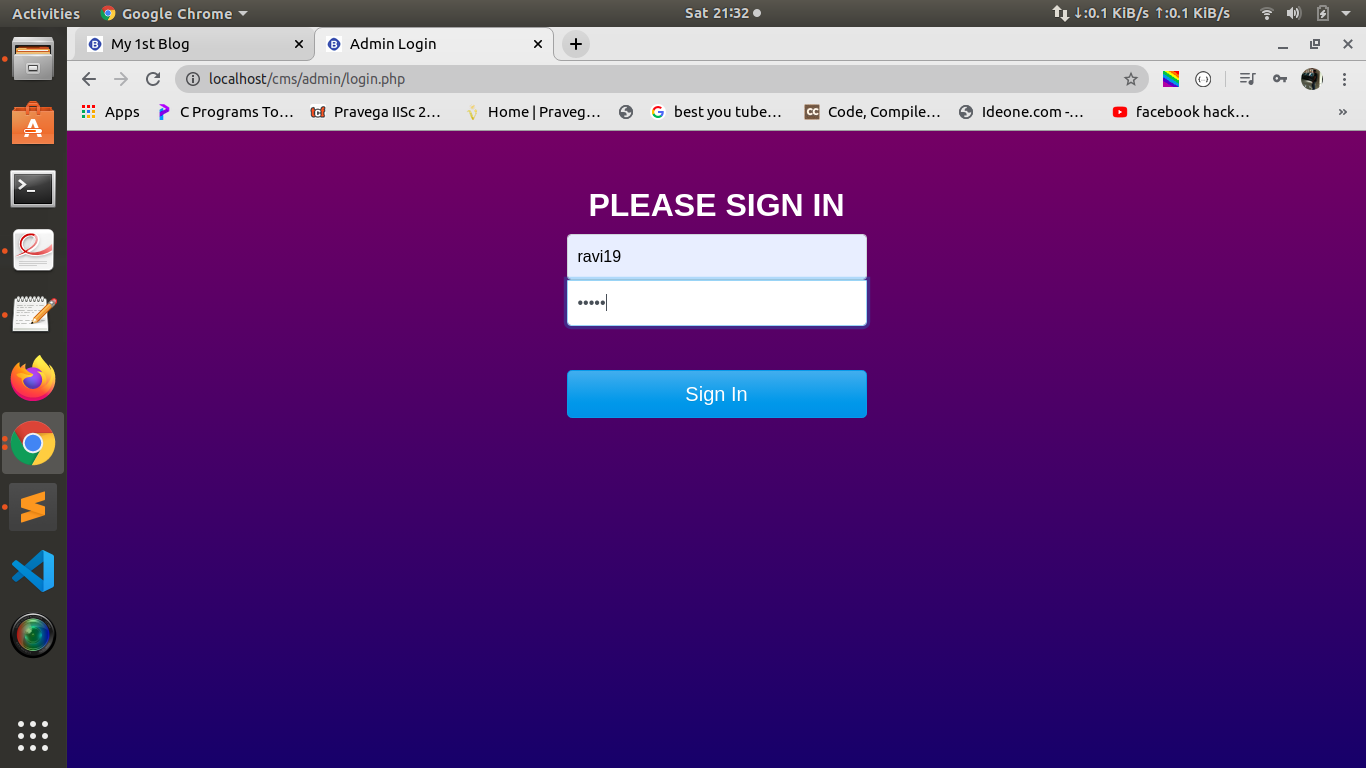 Activities Google Chrome Sat 21:32 ↓:0.1 KiB/s ↑:0.1 KiB/s
My 1st Blog Admin Login
localhost/cms/admin/login.php
Apps C Programs To… Pravega IISc 2… Home | Praveg… best you tube… CC Code, Compile… Ideone.com -… facebook hack… »
PLEASE SIGN IN
ravi19
•••••
Sign In